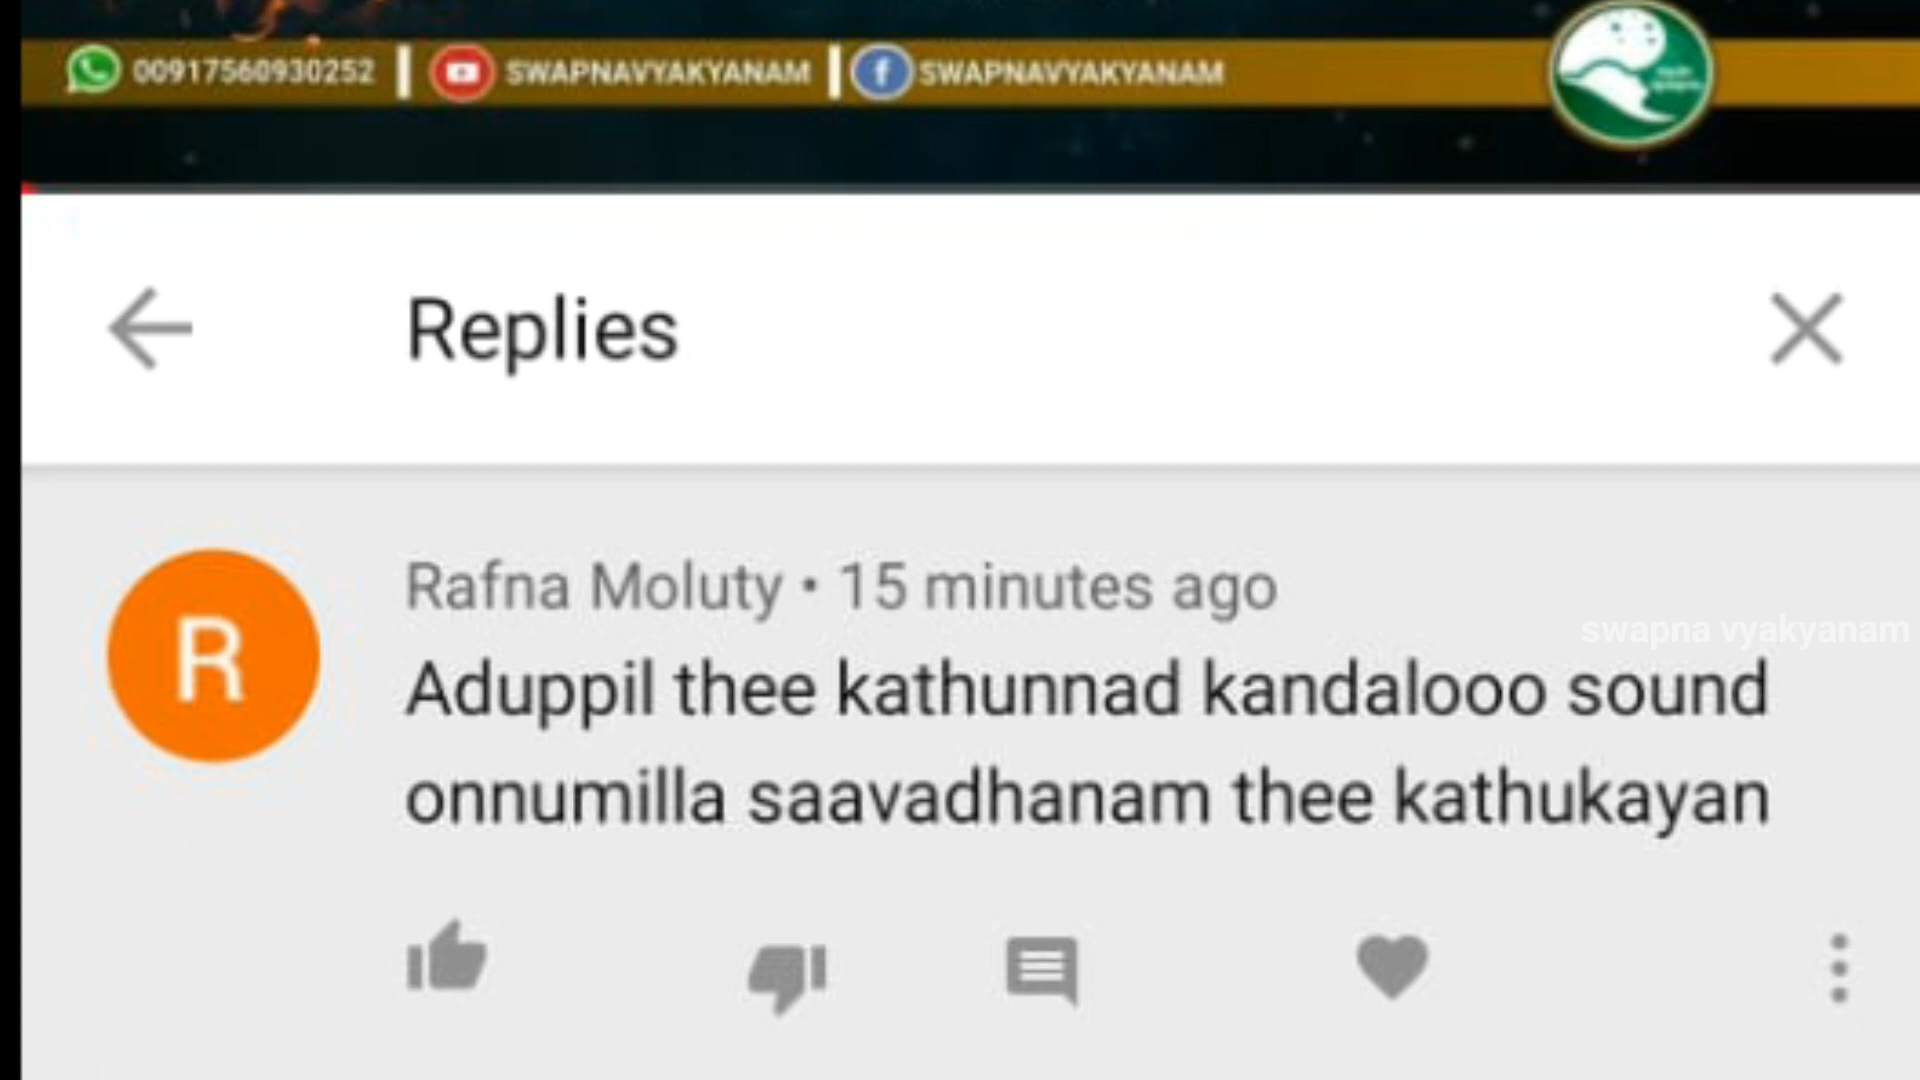 00917560930252 SWAPNAVYAKYANAM SWAPNAVYAKYANAM
Replies
R
Rafna Moluty • 15 minutes ago
swapna vyakyanam
Aduppil thee kathunnad kandalooo sound
onnumilla saavadhanam thee kathukayan